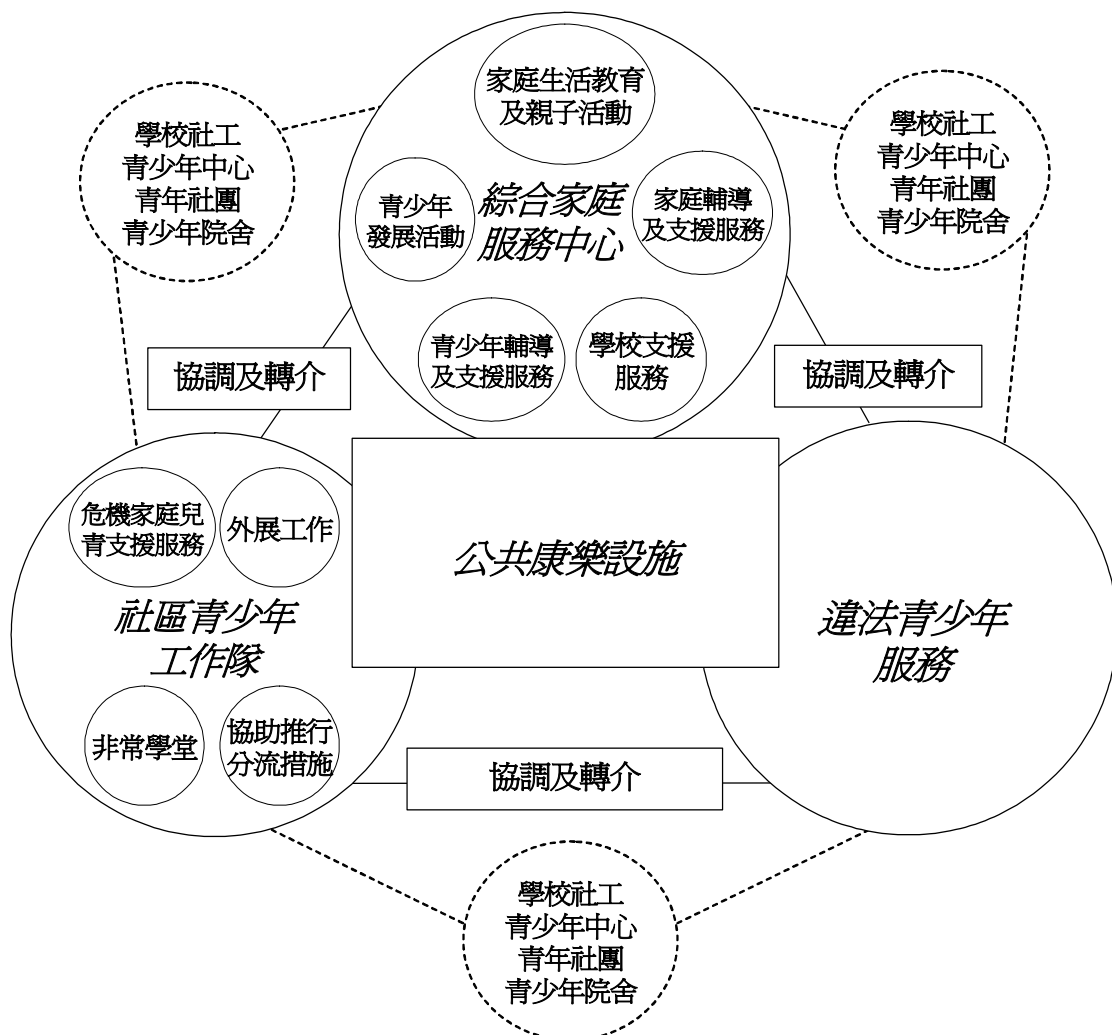 家庭生活教育
及親子活動
學校社工
青少年中心
青年社團
青少年院舍
學校社工
青少年中心
青年社團
青少年院舍
青少年
發展活動
綜合家庭
服務中心
家庭輔導
及支援服務
青少年輔導
及支援服務
學校支援
服務
協調及轉介
協調及轉介
危機家庭兒
青支援服務
外展工作
公共康樂設施
社區青少年
工作隊
違法青少年
服務
非常學堂
協助推行
分流措施
協調及轉介
學校社工
青少年中心
青年社團
青少年院舍